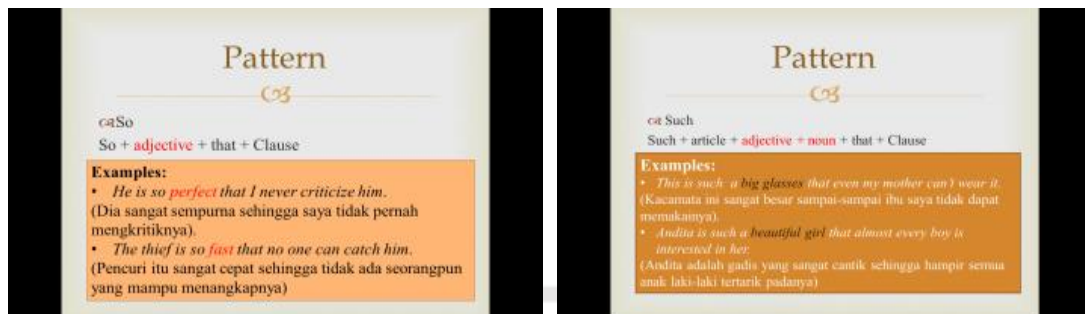 Pattern
So
So + adjective + that + Clause
Examples:
• He is so perfect that I never criticize him.
(Dia sangat sempurna sehingga saya tidak pernah
mengkritiknya).
• The thief is so fast that no one can catch him.
(Pencuri itu sangat cepat sehingga tidak ada seorangpun
yang mampu menangkapnya)
Pattern
Such
Such + article + adjective + noun + that + Clause
Examples:
• This is such a big glasses that even my mother can't wear it.
(Kacamata ini sangat besar sampai-sampai ibu saya tidak dapat
memakainya).
• Andita is such a beautiful girl that almost every boy is
interested in her.
(Andita adalah gadis yang sangat cantik sehingga hampir semua
anak laki-laki tertarik padanya)